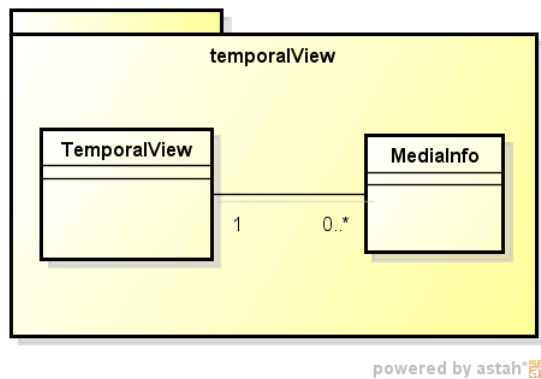 temporalView
TemporalView
MediaInfo
1
0..*
powered by astah*